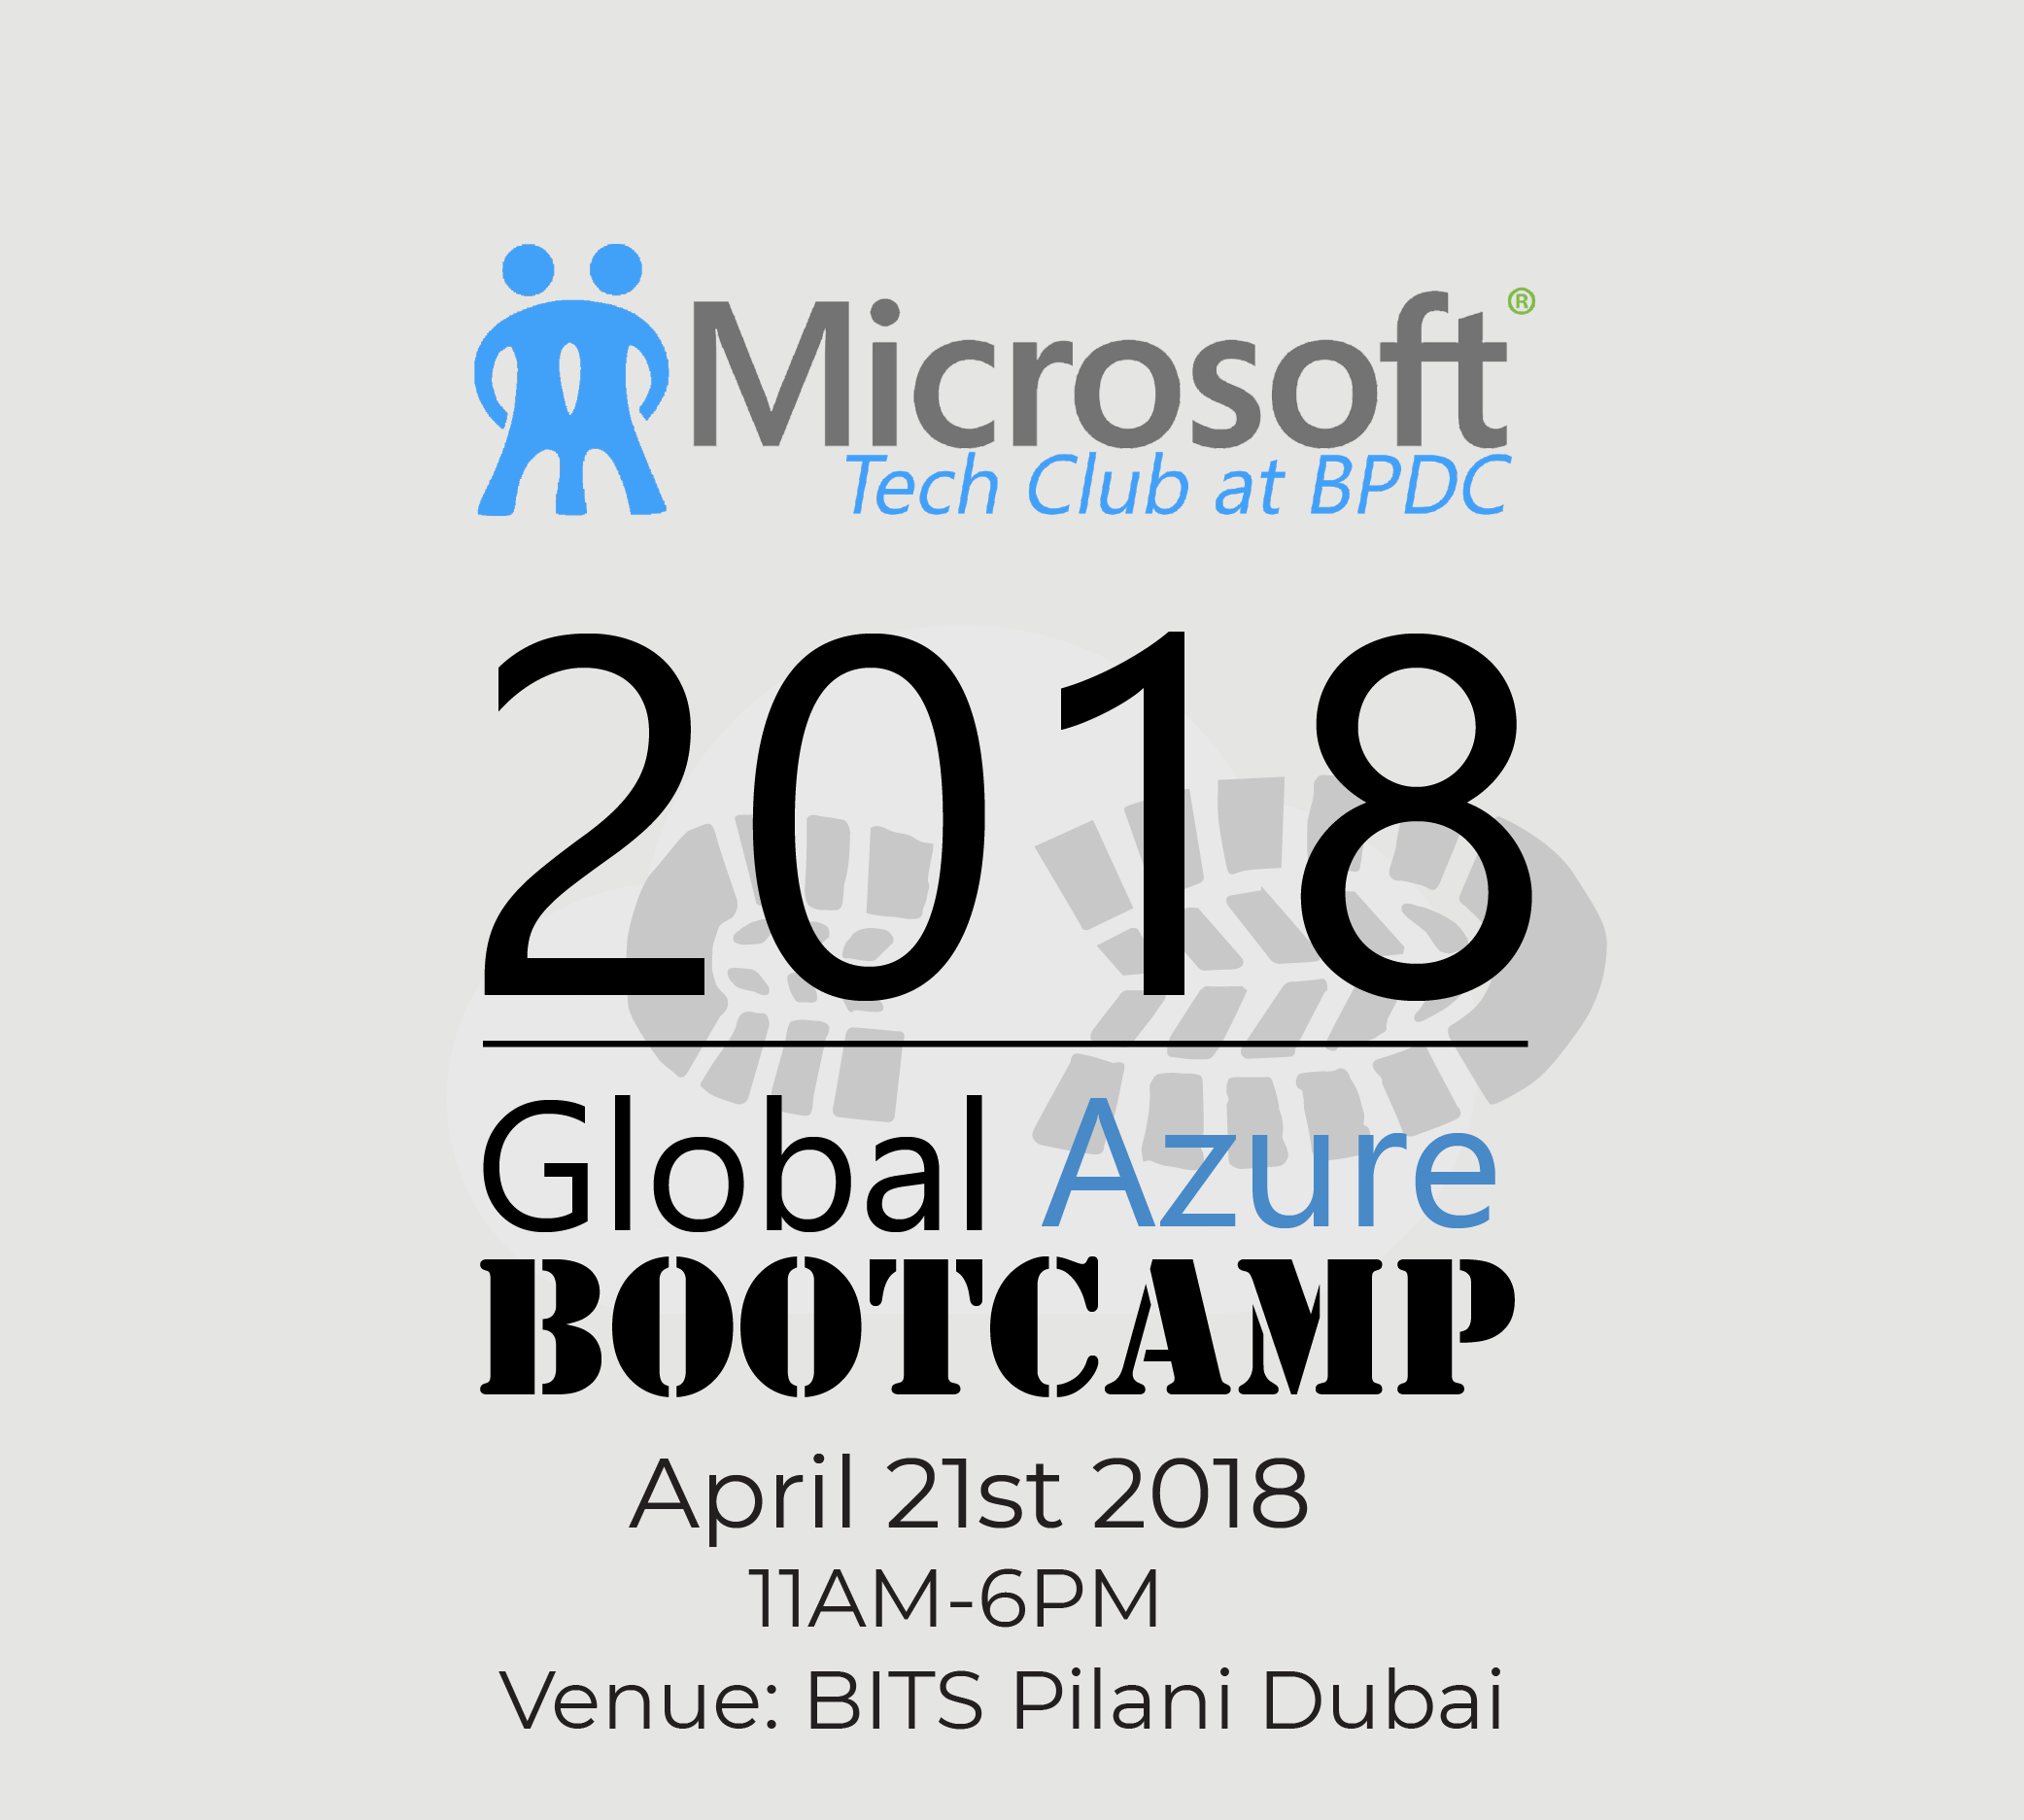 Microsoft®
Tech Club at BPDC
2018
Global Azure
BOOTCAMP
April 21st 2018
11AM-6PM
Venue: BITS Pilani Dubai